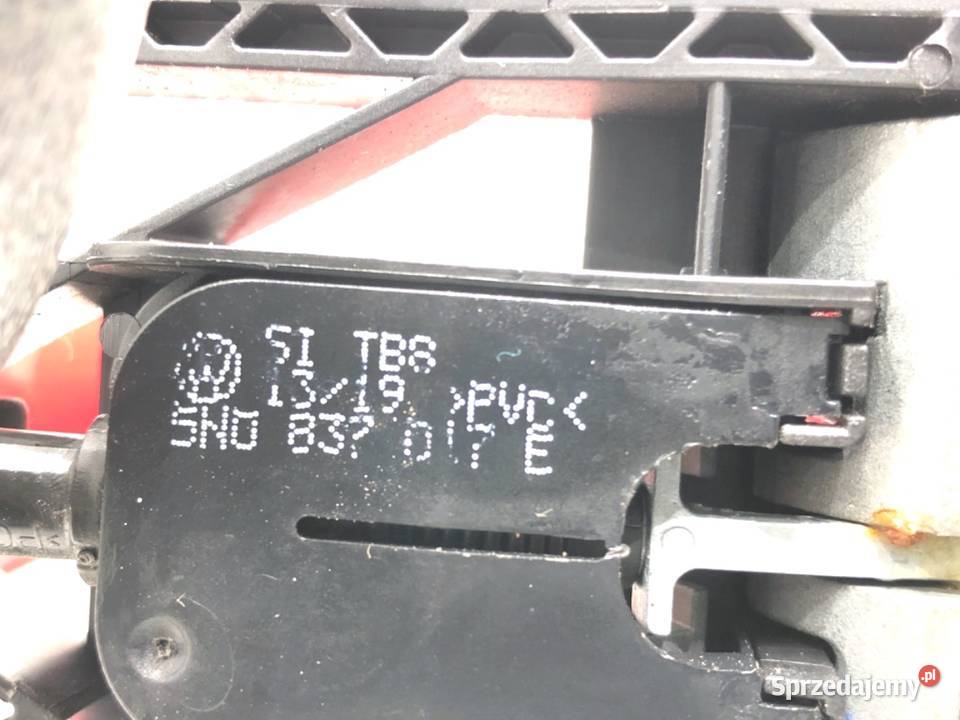 SI TB8
13/19 >PVC<
5N0 837 017 E
Sprzedajemy.pl